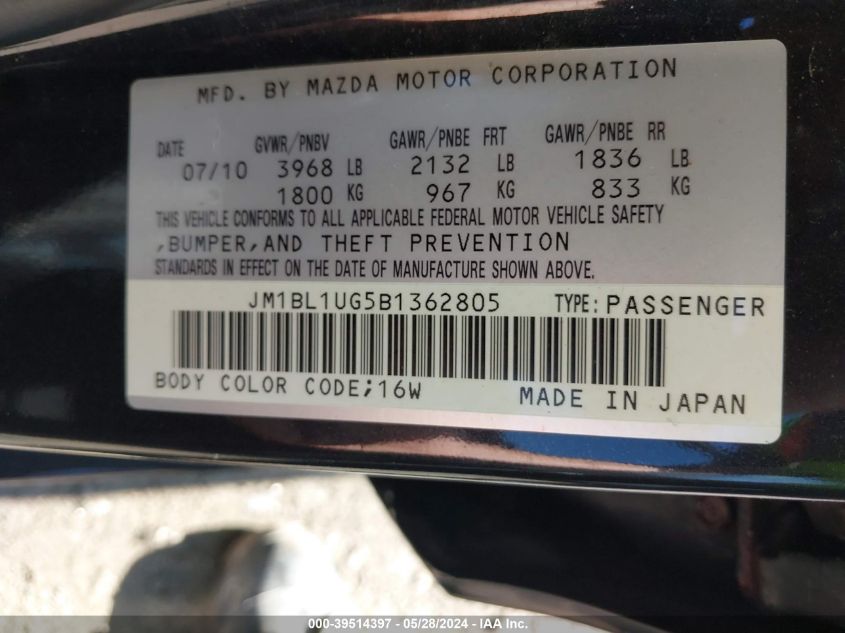 MFD. BY MAZDA MOTOR CORPORATION
DATE GVWR/PNBV GAWR/PNBE FRT GAWR/PNBE RR
07/10 3968 LB 2132 LB 1836 LB
1800 KG 967 KG 833 KG
THIS VEHICLE CONFORMS TO ALL APPLICABLE FEDERAL MOTOR VEHICLE SAFETY
,BUMPER,AND THEFT PREVENTION
STANDARDS IN EFFECT ON THE DATE OF MANUFACTURE SHOWN ABOVE.
JM1BL1UG5B1362805 TYPE:PASSENGER
BODY COLOR CODE;16W MADE IN JAPAN
000-39514397 - 05/28/2024 - IAA Inc.